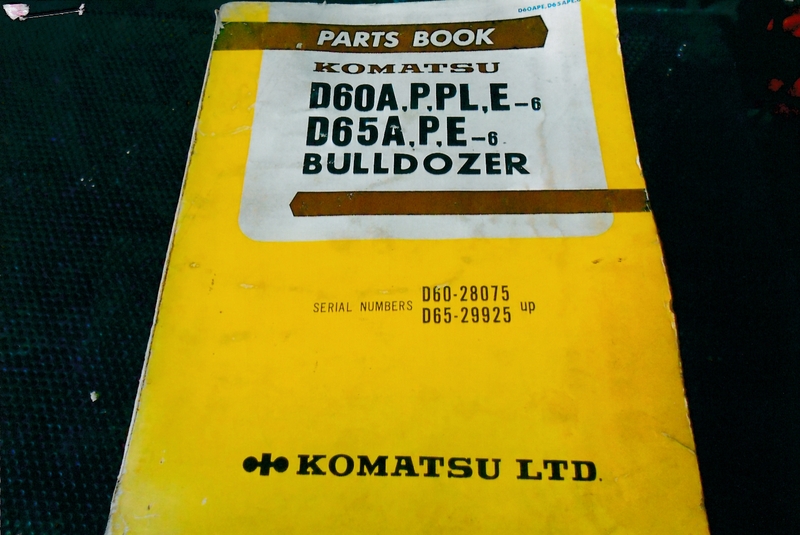 PARTS BOOK
KOMATSU
D60A,P,PL,E-6
D65A,P,E-6
BULLDOZER
SERIAL NUMBERS D60-28075
D65-29925 up
KOMATSU LTD.